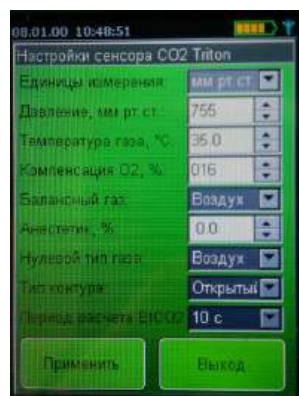 08.01.00 10:48:51
Настройки сенсора CO2 Triton
Единицы измерения: мм рт ст
Давление, мм рт.ст.: 755
Температура газа, °C: 35.0
Компенсация O2, %: 016
Балансный газ: Воздух
Анестетик, %: 0.0
Нулевой тип газа: Воздух
Тип контура: Открытый
Период расчета EtCO2 10 с
Применить Выход